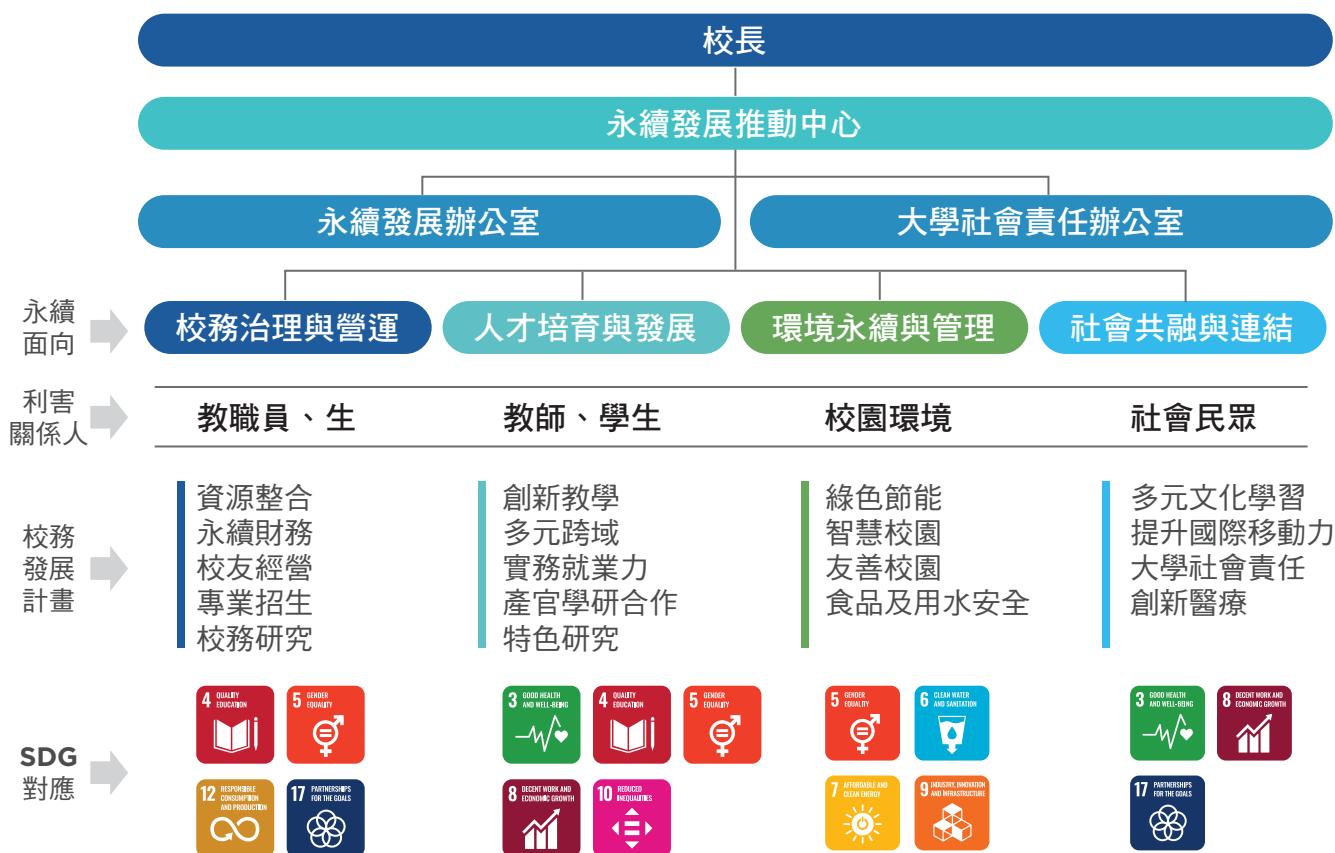 校長
永續發展推動中心
永續發展辦公室
大學社會責任辦公室
永續
面向
校務治理與營運
人才培育與發展
環境永續與管理
社會共融與連結
利害
關係人
教職員、生
教師、學生
校園環境
社會民眾
校務
發展
計畫
資源整合
永續財務
校友經營
專業招生
校務研究
創新教學
多元跨域
實務就業力
產官學研合作
特色研究
綠色節能
智慧校園
友善校園
食品及用水安全
多元文化學習
提升國際移動力
大學社會責任
創新醫療
SDG
對應
4 QUALITY
EDUCATION
5 GENDER
EQUALITY
12 RESPONSIBLE
CONSUMPTION
AND PRODUCTION
17 PARTNERSHIPS
FOR THE GOALS
3 GOOD HEALTH
AND WELL-BEING
4 QUALITY
EDUCATION
5 GENDER
EQUALITY
8 DECENT WORK AND
ECONOMIC GROWTH
10 REDUCED
INEQUALITIES
5 GENDER
EQUALITY
6 CLEAN WATER
AND SANITATION
7 AFFORDABLE AND
CLEAN ENERGY
9 INDUSTRY, INNOVATION
AND INFRASTRUCTURE
3 GOOD HEALTH
AND WELL-BEING
8 DECENT WORK AND
ECONOMIC GROWTH
17 PARTNERSHIPS
FOR THE GOALS